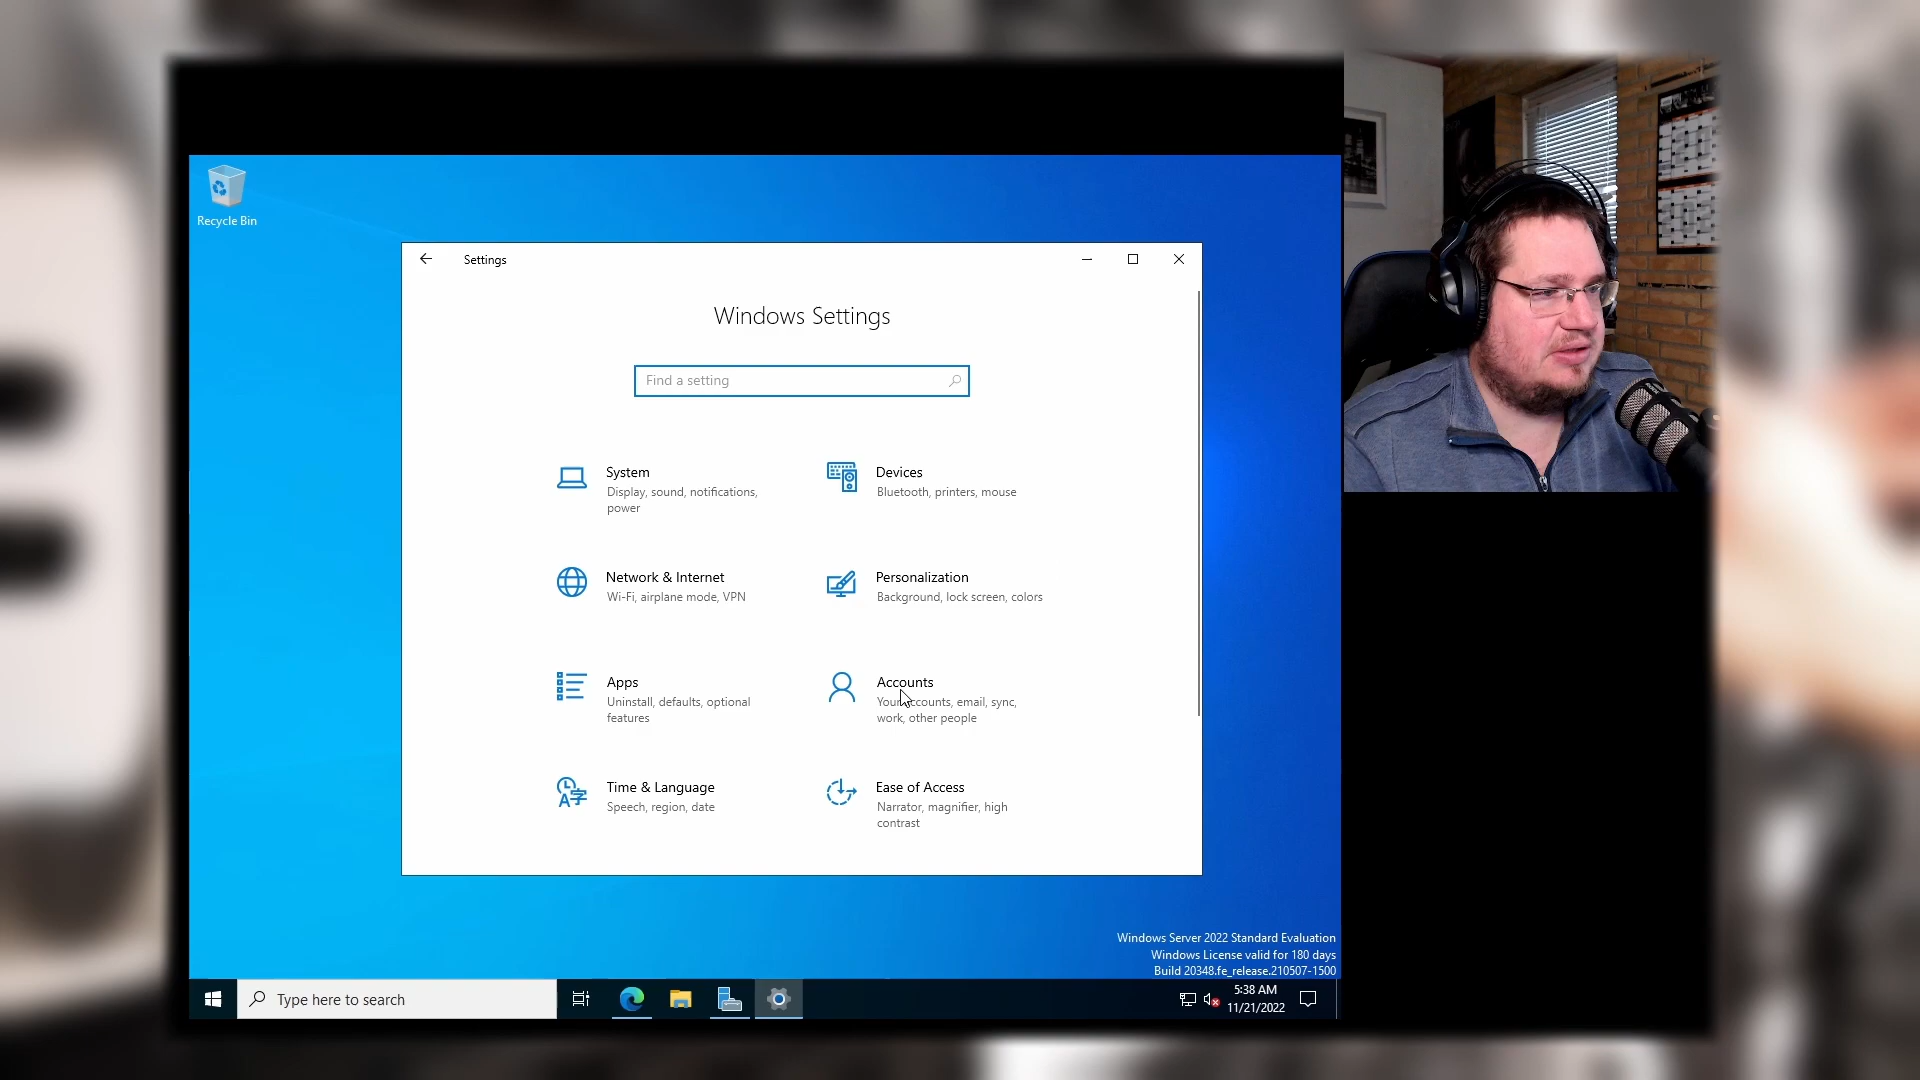 Recycle Bin
Settings
Windows Settings
Find a setting
System
Display, sound, notifications,
power
Devices
Bluetooth, printers, mouse
Network & Internet
Wi-Fi, airplane mode, VPN
Personalization
Background, lock screen, colors
Apps
Uninstall, defaults, optional
features
Accounts
Your accounts, email, sync,
work, other people
Time & Language
Speech, region, date
Ease of Access
Narrator, magnifier, high
contrast
Windows Server 2022 Standard Evaluation
Windows License valid for 180 days
Build 20348.fe_release.210507-1500
Type here to search
5:38 AM
11/21/2022